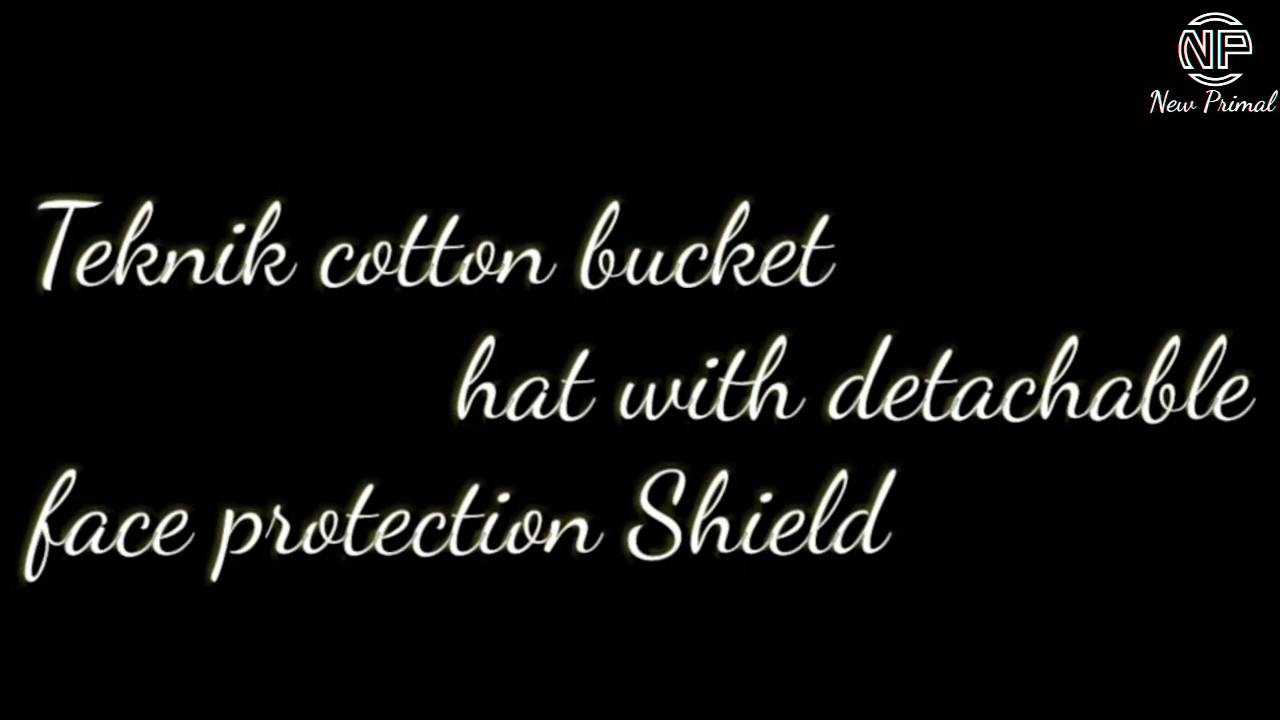 NP
New Primal
Teknik cotton bucket
hat with detachable
face protection Shield